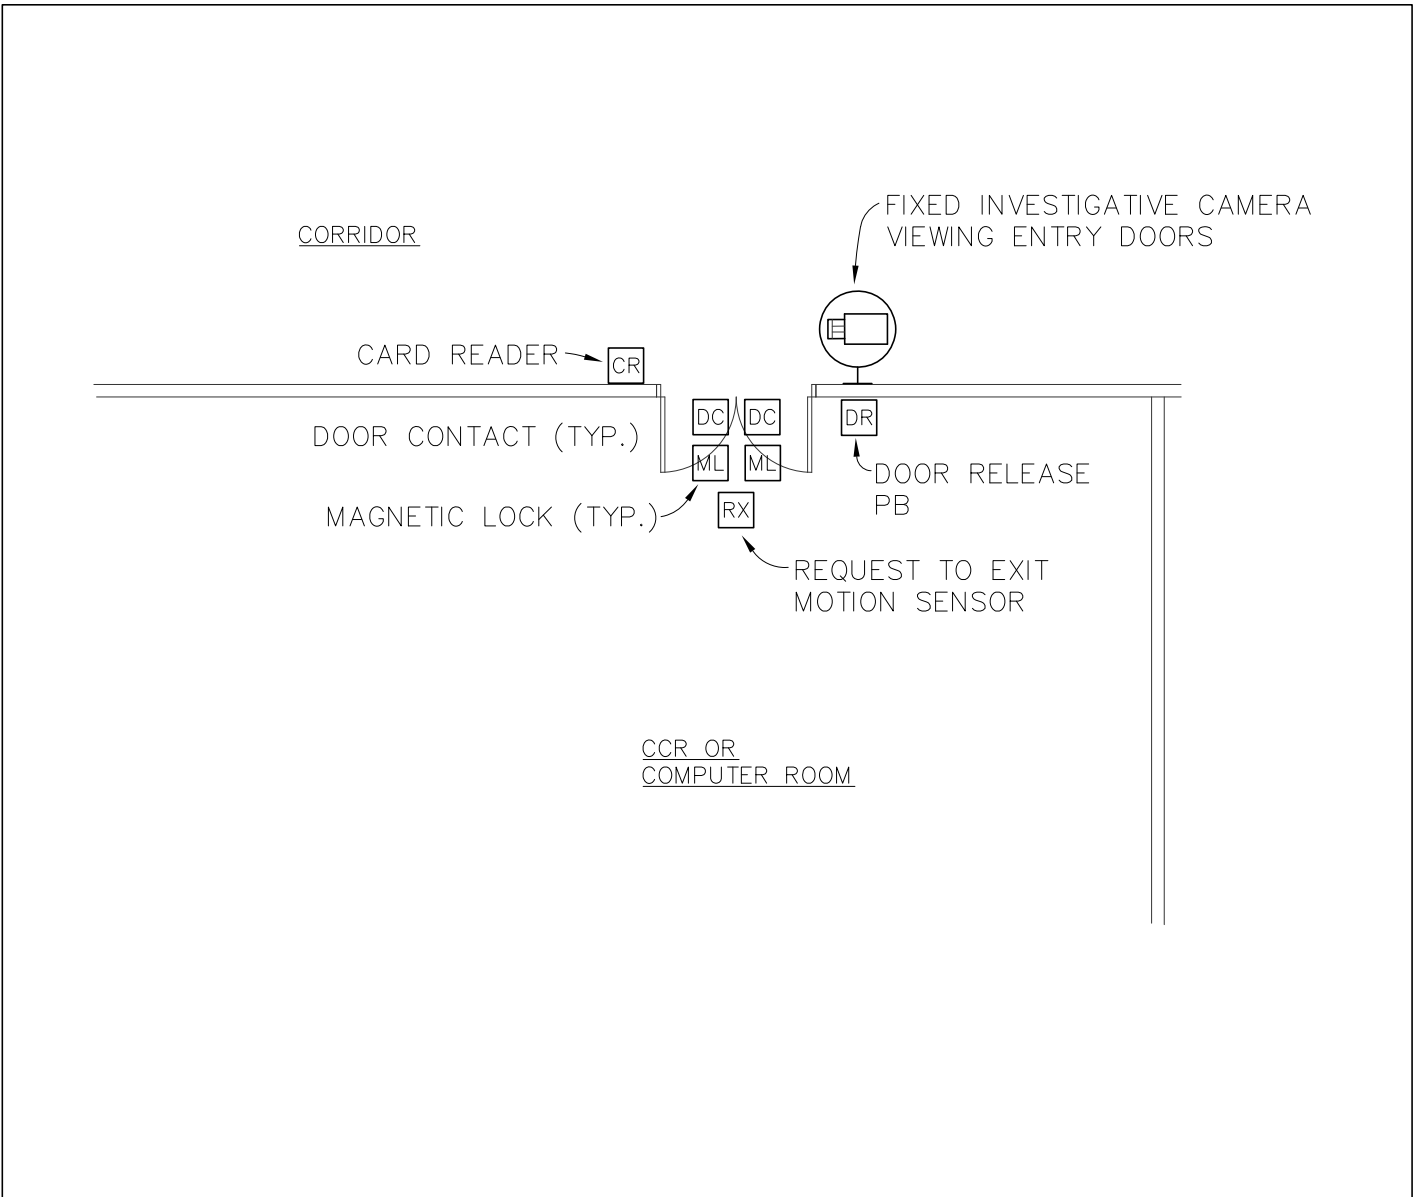 FIXED INVESTIGATIVE CAMERA
VIEWING ENTRY DOORS
CORRIDOR
CARD READER
CR
DC
DC
DR
DOOR CONTACT (TYP.)
ML
ML
DOOR RELEASE
PB
MAGNETIC LOCK (TYP.)
RX
REQUEST TO EXIT
MOTION SENSOR
CCR OR
COMPUTER ROOM